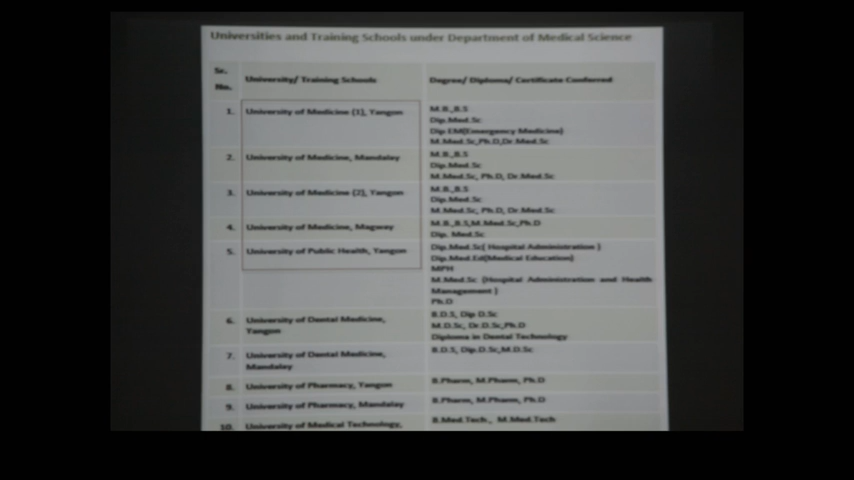 Universities and Training Schools under Department of Medical Science
Sr. No.
University/ Training Schools
Degree/ Diploma/ Certificate Conferred
1.
University of Medicine (1), Yangon
M.B.,B.S
Dip.Med.Sc
Dip.EM(Emergency Medicine)
M.Med.Sc,Ph.D,Dr.Med.Sc
2.
University of Medicine, Mandalay
M.B.,B.S
Dip.Med.Sc
M.Med.Sc, Ph.D, Dr.Med.Sc
3.
University of Medicine (2), Yangon
M.B.,B.S
Dip.Med.Sc
M.Med.Sc, Ph.D, Dr.Med.Sc
4.
University of Medicine, Magway
M.B.,B.S,M.Med.Sc,Ph.D
Dip. Med.Sc
5.
University of Public Health, Yangon
Dip.Med.Sc( Hospital Administration )
Dip.Med.Ed(Medical Education)
MPH
M.Med.Sc (Hospital Administration and Health
Management )
Ph.D
6.
University of Dental Medicine,
Yangon
B.D.S, Dip D.Sc
M.D.Sc, Dr.D.Sc,Ph.D
Diploma in Dental Technology
7.
University of Dental Medicine,
Mandalay
B.D.S, Dip.D.Sc,M.D.Sc
8.
University of Pharmacy, Yangon
B.Pharm, M.Pharm, Ph.D
9.
University of Pharmacy, Mandalay
B.Pharm, M.Pharm, Ph.D
10.
University of Medical Technology,
B.Med.Tech., M.Med.Tech